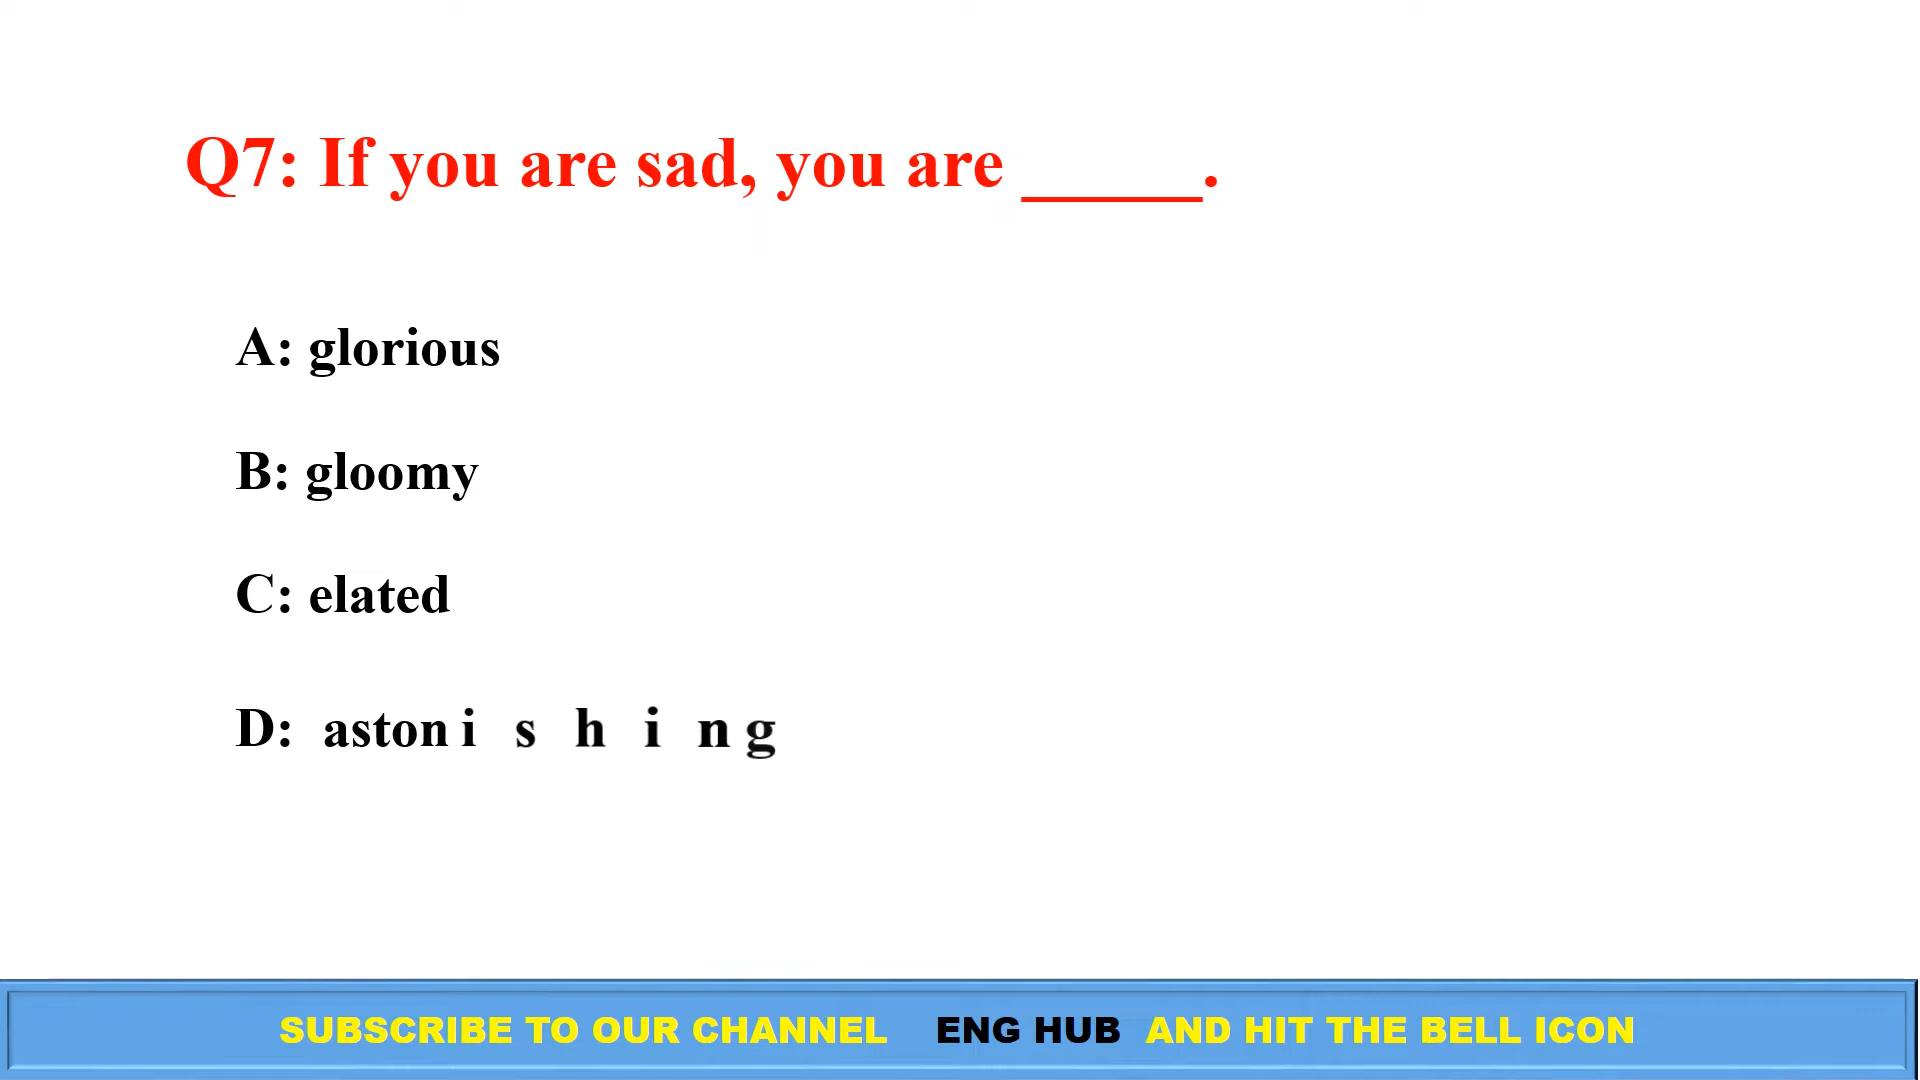 Q7: If you are sad, you are _____.
A: glorious
B: gloomy
C: elated
D: astonishing
SUBSCRIBE TO OUR CHANNEL ENG HUB AND HIT THE BELL ICON